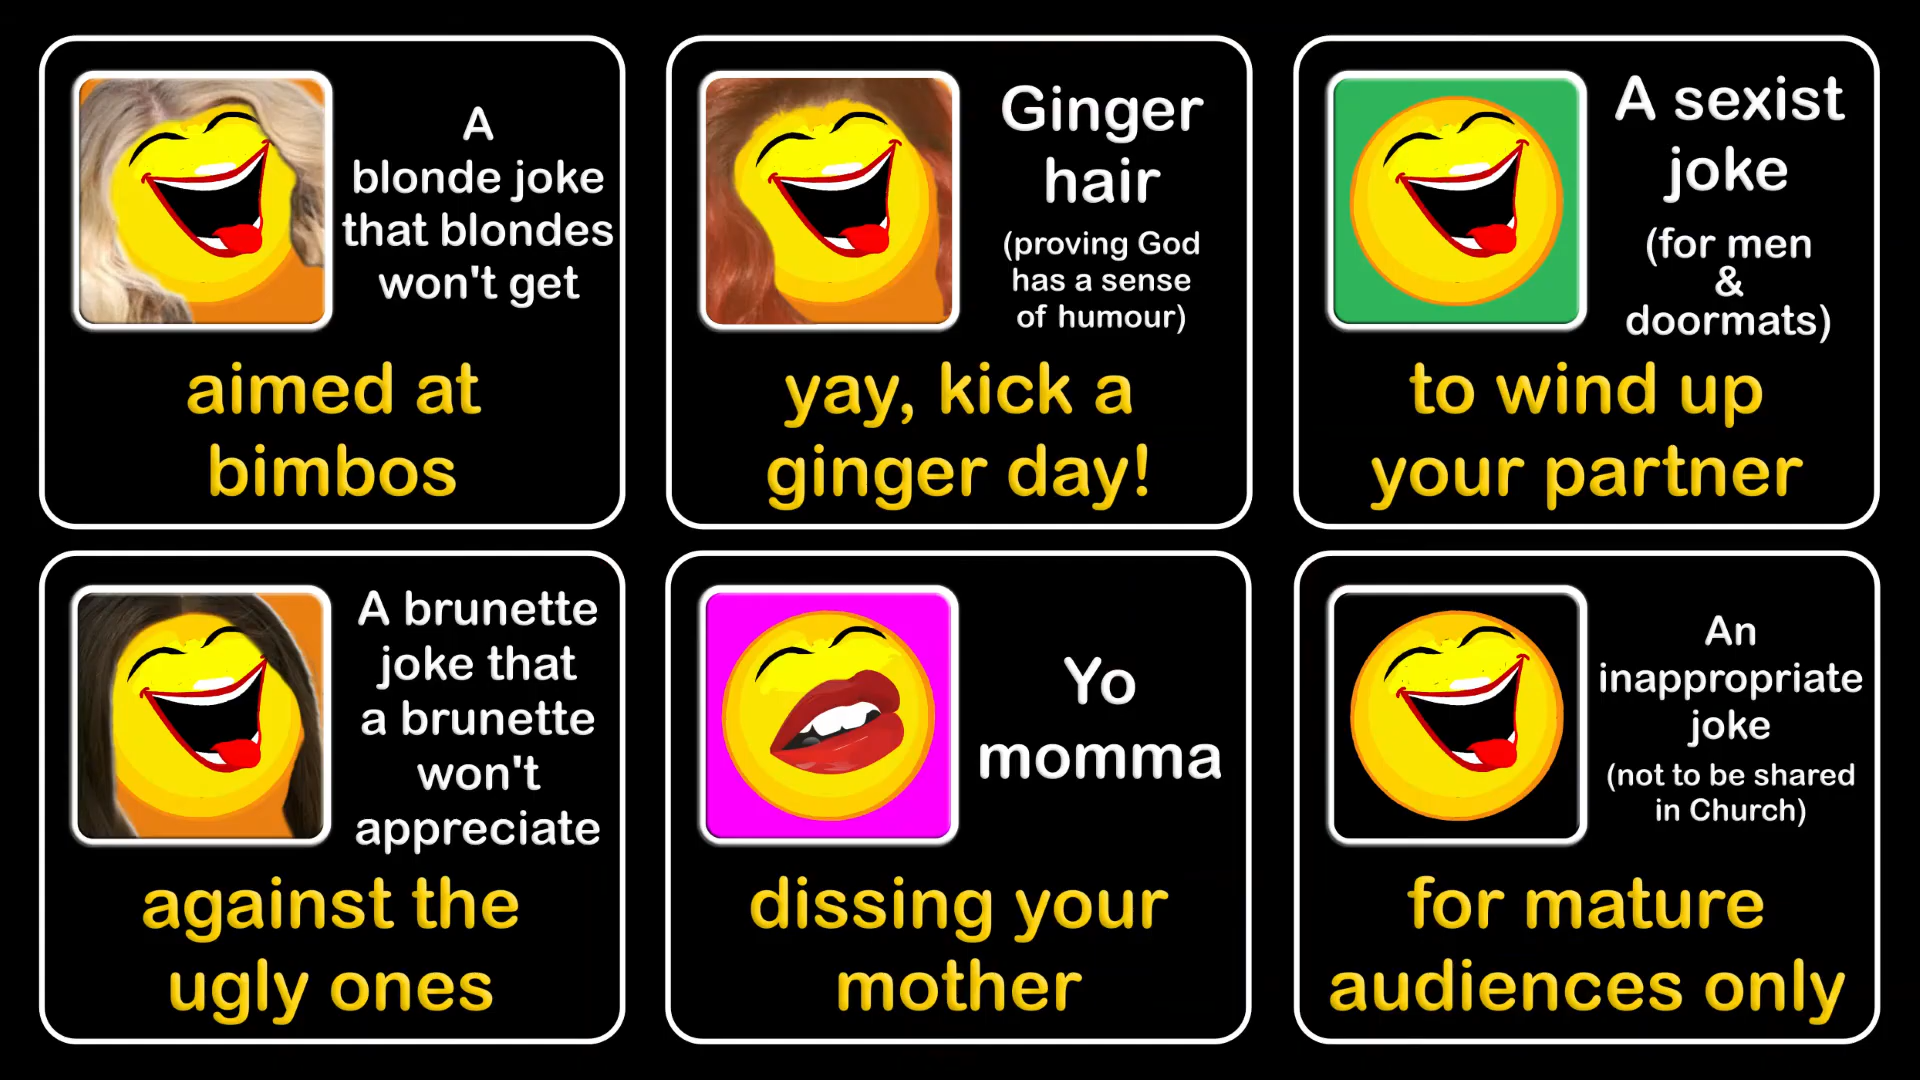 A
blonde joke
that blondes
won't get
aimed at
bimbos
Ginger
hair
(proving God
has a sense
of humour)
yay, kick a
ginger day!
A sexist
joke
(for men
&
doormats)
to wind up
your partner
A brunette
joke that
a brunette
won't
appreciate
against the
ugly ones
Yo
momma
dissing your
mother
An
inappropriate
joke
(not to be shared
in Church)
for mature
audiences only